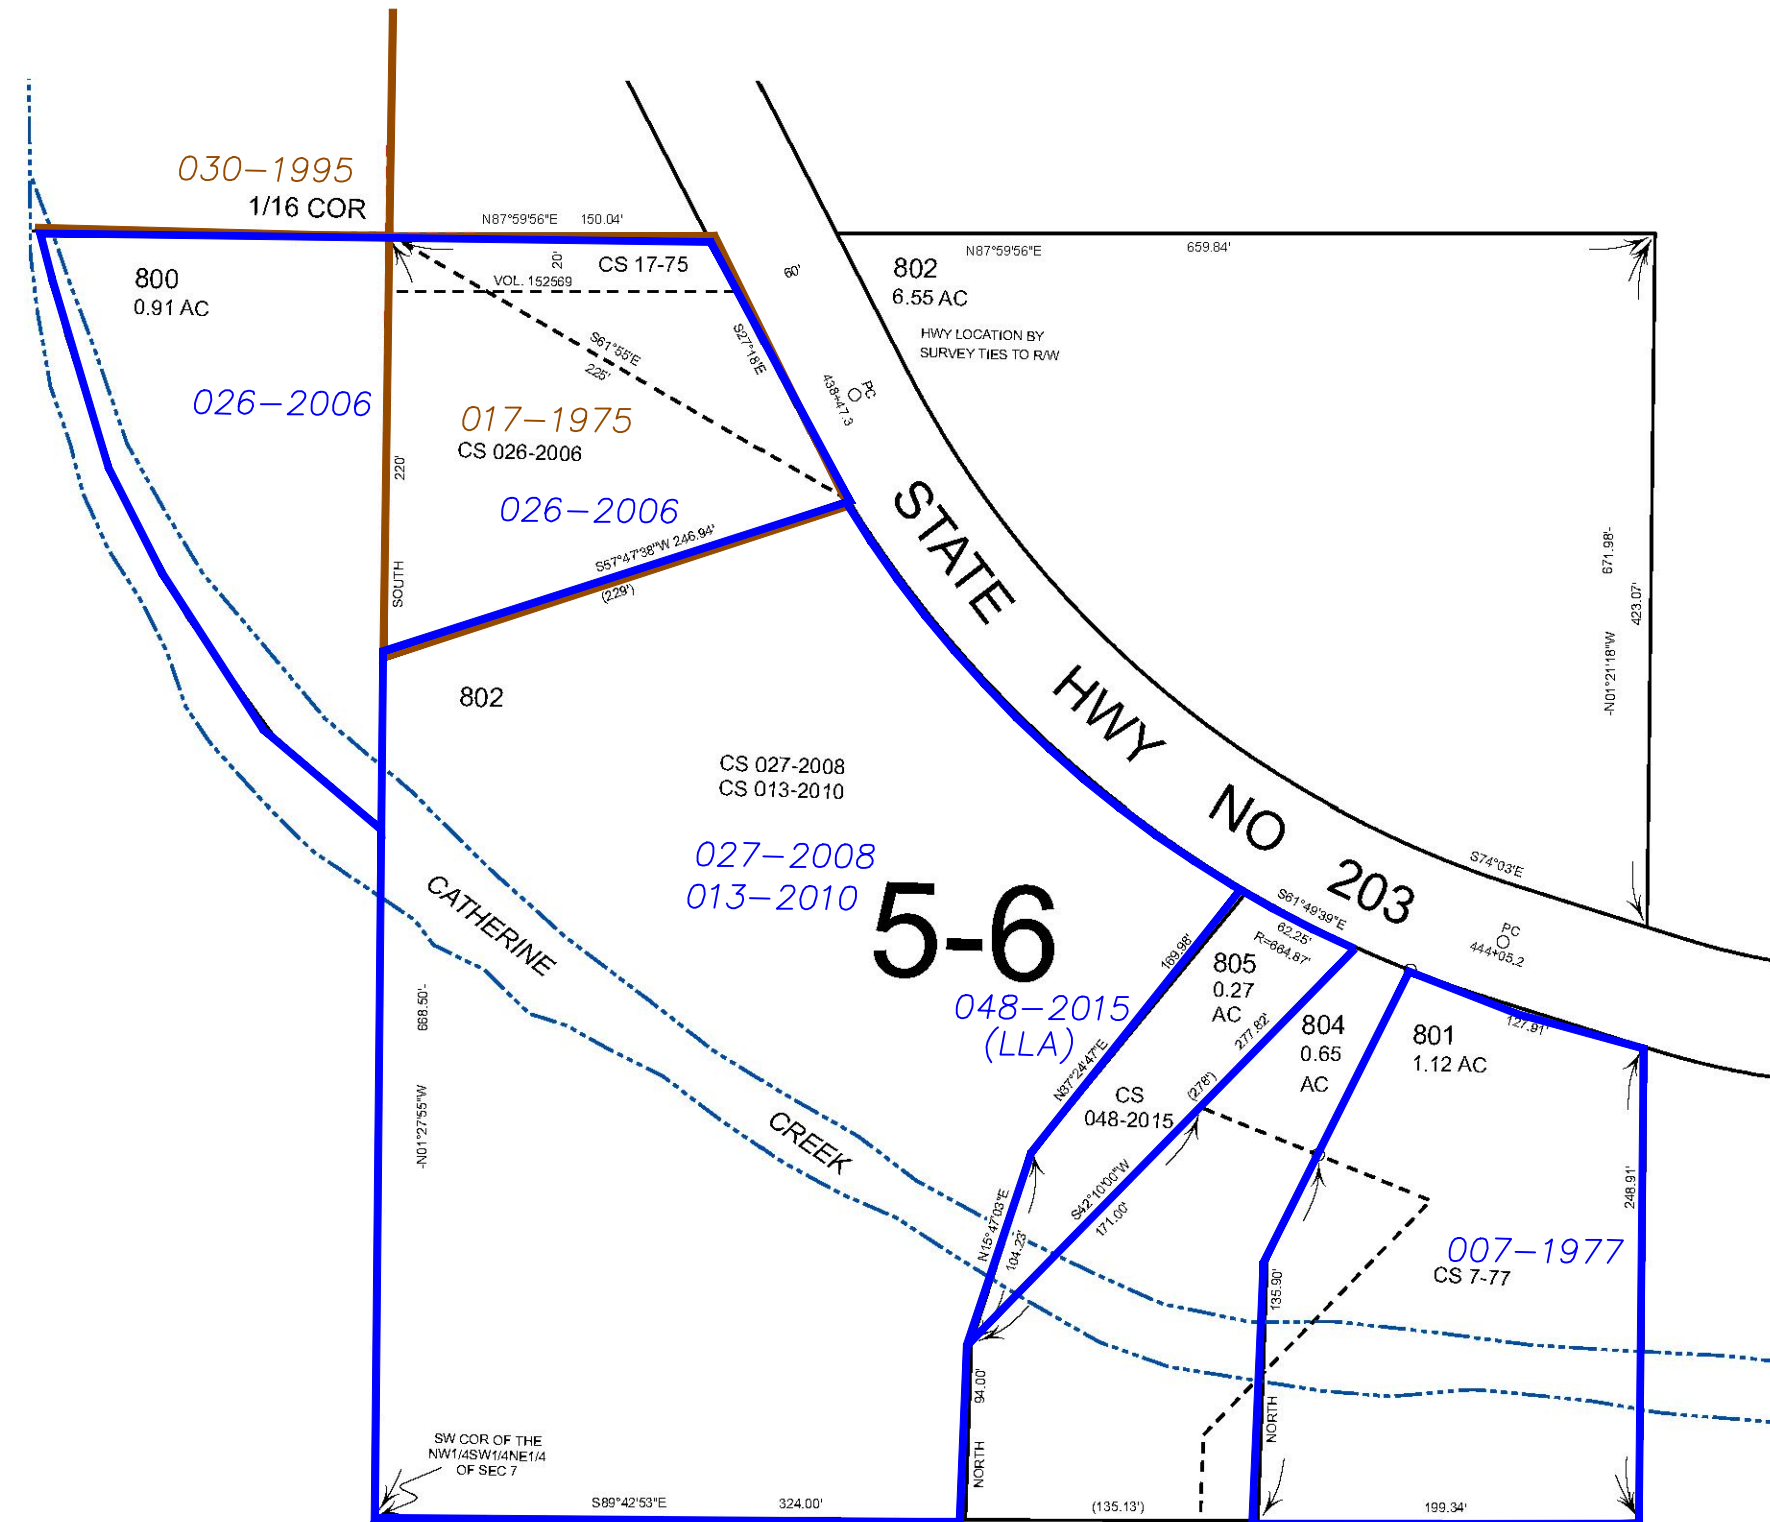 030-1995
1/16 COR
N87°59'56"E 150.04'
800
0.91 AC
20'
CS 17-75
VOL. 152569
60'
802
6.55 AC
N87°59'56"E
659.84'
HWY LOCATION BY
SURVEY TIES TO R/W
S61°55'E
225'
S27°18'E
PC
438+47.3
026-2006
017-1975
CS 026-2006
220'
026-2006
SOUTH
S57°47'38"W 246.94'
(229')
STATE HWY NO 203
671.98'-
423.07'
-N01°21'18"W
802
CS 027-2008
CS 013-2010
027-2008
013-2010
5-6
CATHERINE
CREEK
S74°03'E
PC
444+05.2
S61°49'39"E
62.25'
R=664.87'
169.98'
805
0.27
AC
048-2015
(LLA)
277.82'
804
0.65
AC
801
1.12 AC
127.91'
668.50'-
-N01°27'55"W
N37°24'47"E
(278')
CS
048-2015
S42°10'00"W
171.00'
N15°47'03"E
104.23'
248.91'
007-1977
CS 7-77
135.90'
94.00'
NORTH
NORTH
SW COR OF THE
NW1/4SW1/4NE1/4
OF SEC 7
S89°42'53"E
324.00'
(135.13')
199.34'